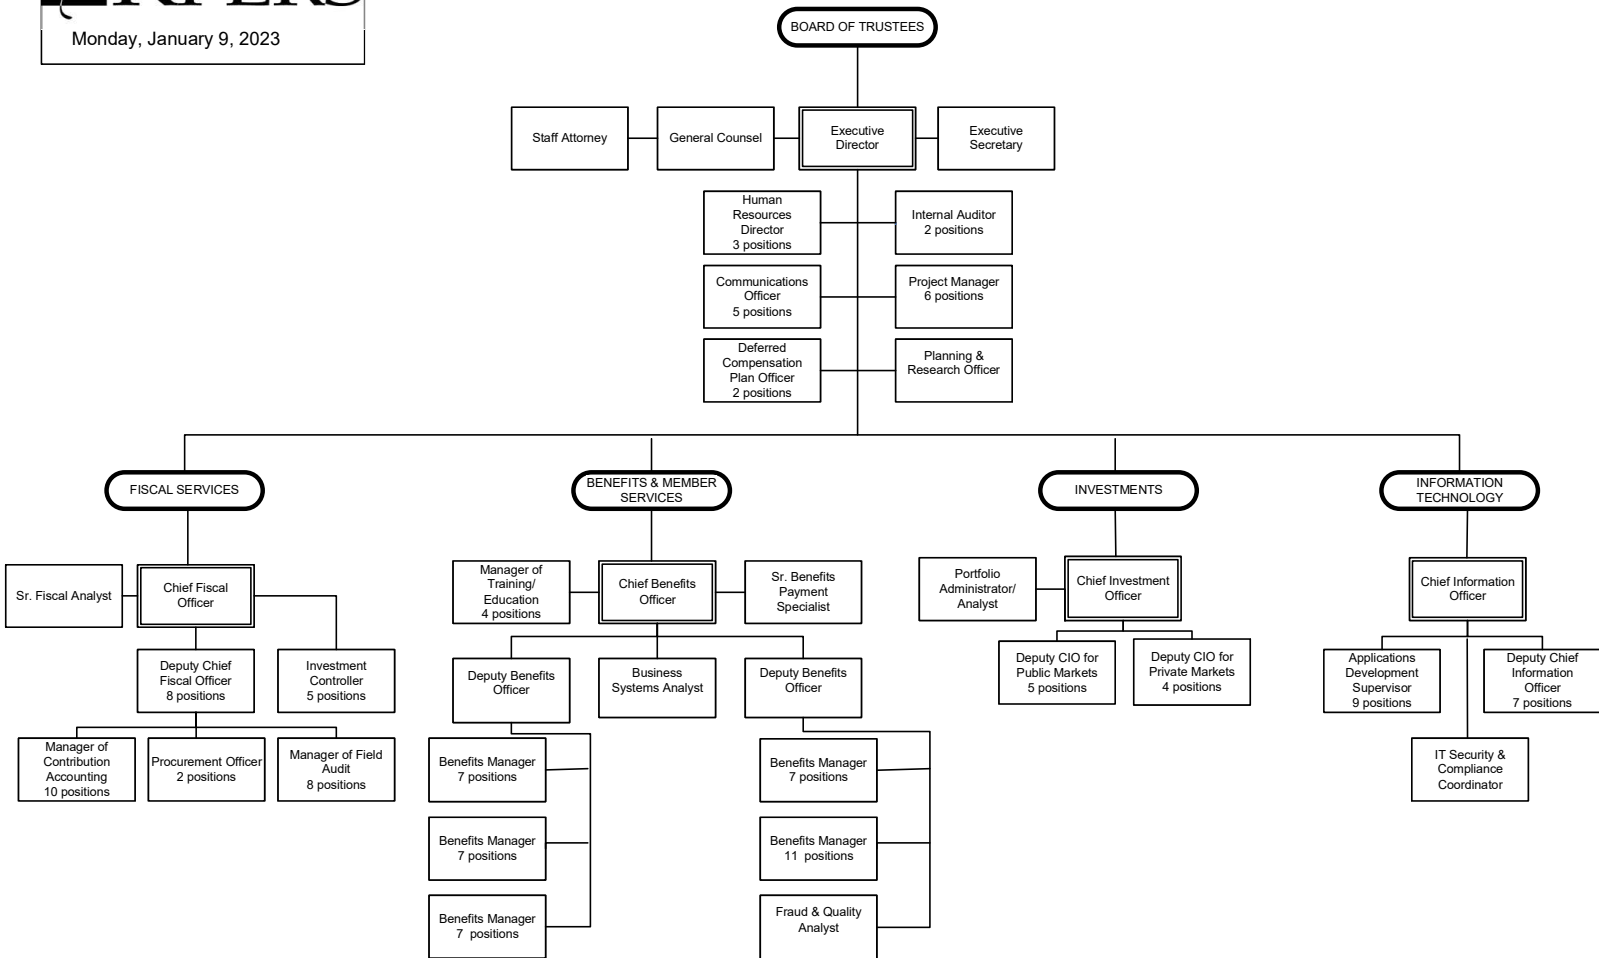 Monday, January 9, 2023
BOARD OF TRUSTEES
Staff Attorney
General Counsel
Executive
Director
Executive
Secretary
Human
Resources
Director
3 positions
Internal Auditor
2 positions
Communications
Officer
5 positions
Project Manager
6 positions
Deferred
Compensation
Plan Officer
2 positions
Planning &
Research Officer
FISCAL SERVICES
BENEFITS & MEMBER
SERVICES
INVESTMENTS
INFORMATION
TECHNOLOGY
Sr. Fiscal Analyst
Chief Fiscal
Officer
Deputy Chief
Fiscal Officer
8 positions
Investment
Controller
5 positions
Manager of
Contribution
Accounting
10 positions
Procurement Officer
2 positions
Manager of Field
Audit
8 positions
Manager of
Training/
Education
4 positions
Chief Benefits
Officer
Sr. Benefits
Payment
Specialist
Deputy Benefits
Officer
Business
Systems Analyst
Deputy Benefits
Officer
Benefits Manager
7 positions
Benefits Manager
7 positions
Benefits Manager
7 positions
Benefits Manager
7 positions
Benefits Manager
11 positions
Fraud & Quality
Analyst
Portfolio
Administrator/
Analyst
Chief Investment
Officer
Deputy CIO for
Public Markets
5 positions
Deputy CIO for
Private Markets
4 positions
Chief Information
Officer
Applications
Development
Supervisor
9 positions
Deputy Chief
Information
Officer
7 positions
IT Security &
Compliance
Coordinator